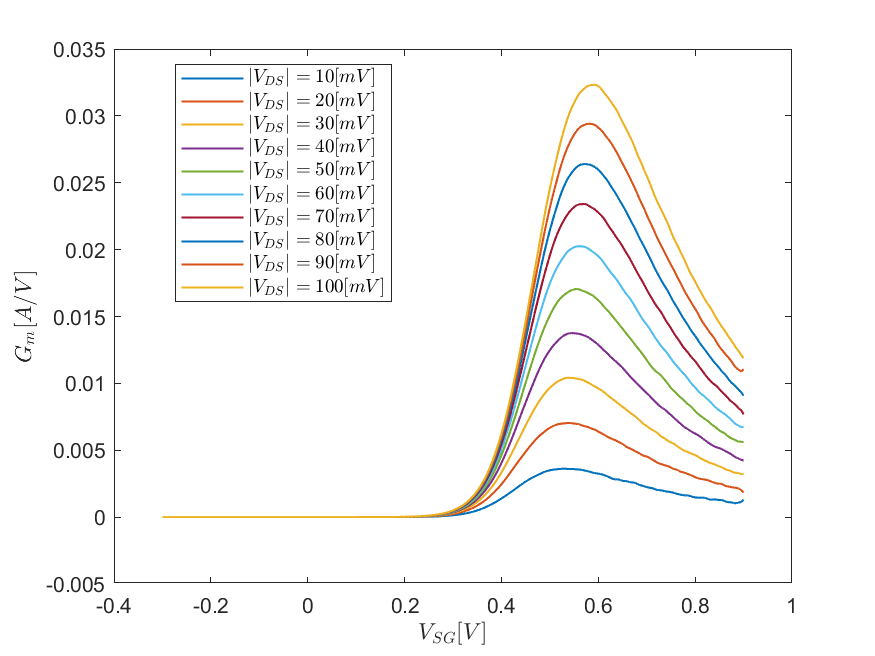 0.035
0.03
0.025
0.02
0.015
0.01
0.005
0
-0.005
G_m[A/V]
|V_DS| = 10[mV]
|V_DS| = 20[mV]
|V_DS| = 30[mV]
|V_DS| = 40[mV]
|V_DS| = 50[mV]
|V_DS| = 60[mV]
|V_DS| = 70[mV]
|V_DS| = 80[mV]
|V_DS| = 90[mV]
|V_DS| = 100[mV]
-0.4 -0.2 0 0.2 0.4 0.6 0.8 1
V_SG[V]